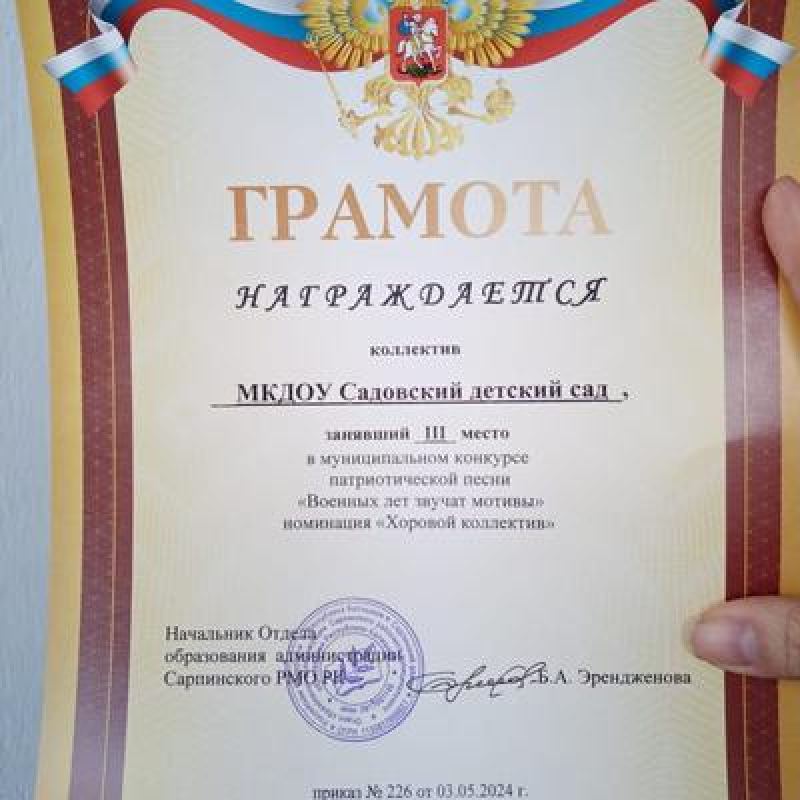 ГРАМОТА
НАГРАЖДАЕТСЯ
коллектив
МКДОУ Садовский детский сад ,
занявший III место
в муниципальном конкурсе
патриотической песни
«Военных лет звучат мотивы»
номинация «Хоровой коллектив»
Начальник Отдела
образования администрации
Сарпинского РМО РК
Б.А. Эрендженова
приказ № 226 от 03.05.2024 г.